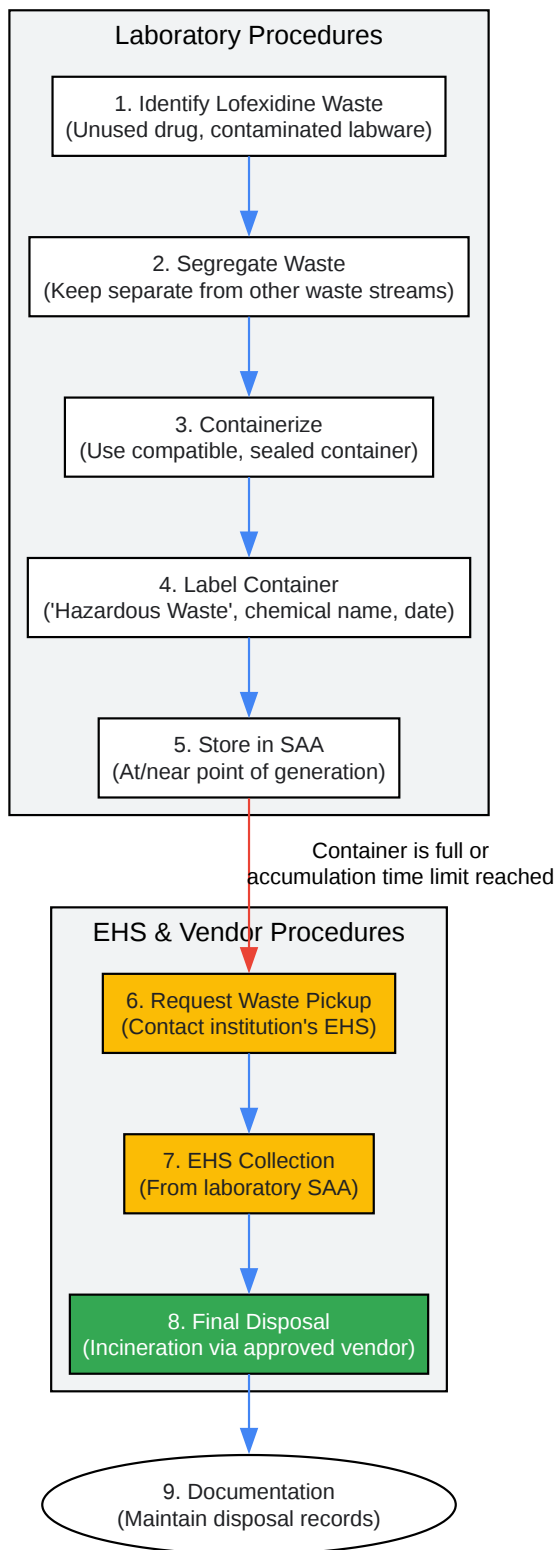 Laboratory Procedures
1. Identify Lofexidine Waste
(Unused drug, contaminated labware)
2. Segregate Waste
(Keep separate from other waste streams)
3. Containerize
(Use compatible, sealed container)
4. Label Container
('Hazardous Waste', chemical name, date)
5. Store in SAA
(At/near point of generation)
Container is full or
accumulation time limit reached
EHS & Vendor Procedures
6. Request Waste Pickup
(Contact institution's EHS)
7. EHS Collection
(From laboratory SAA)
8. Final Disposal
(Incineration via approved vendor)
9. Documentation
(Maintain disposal records)